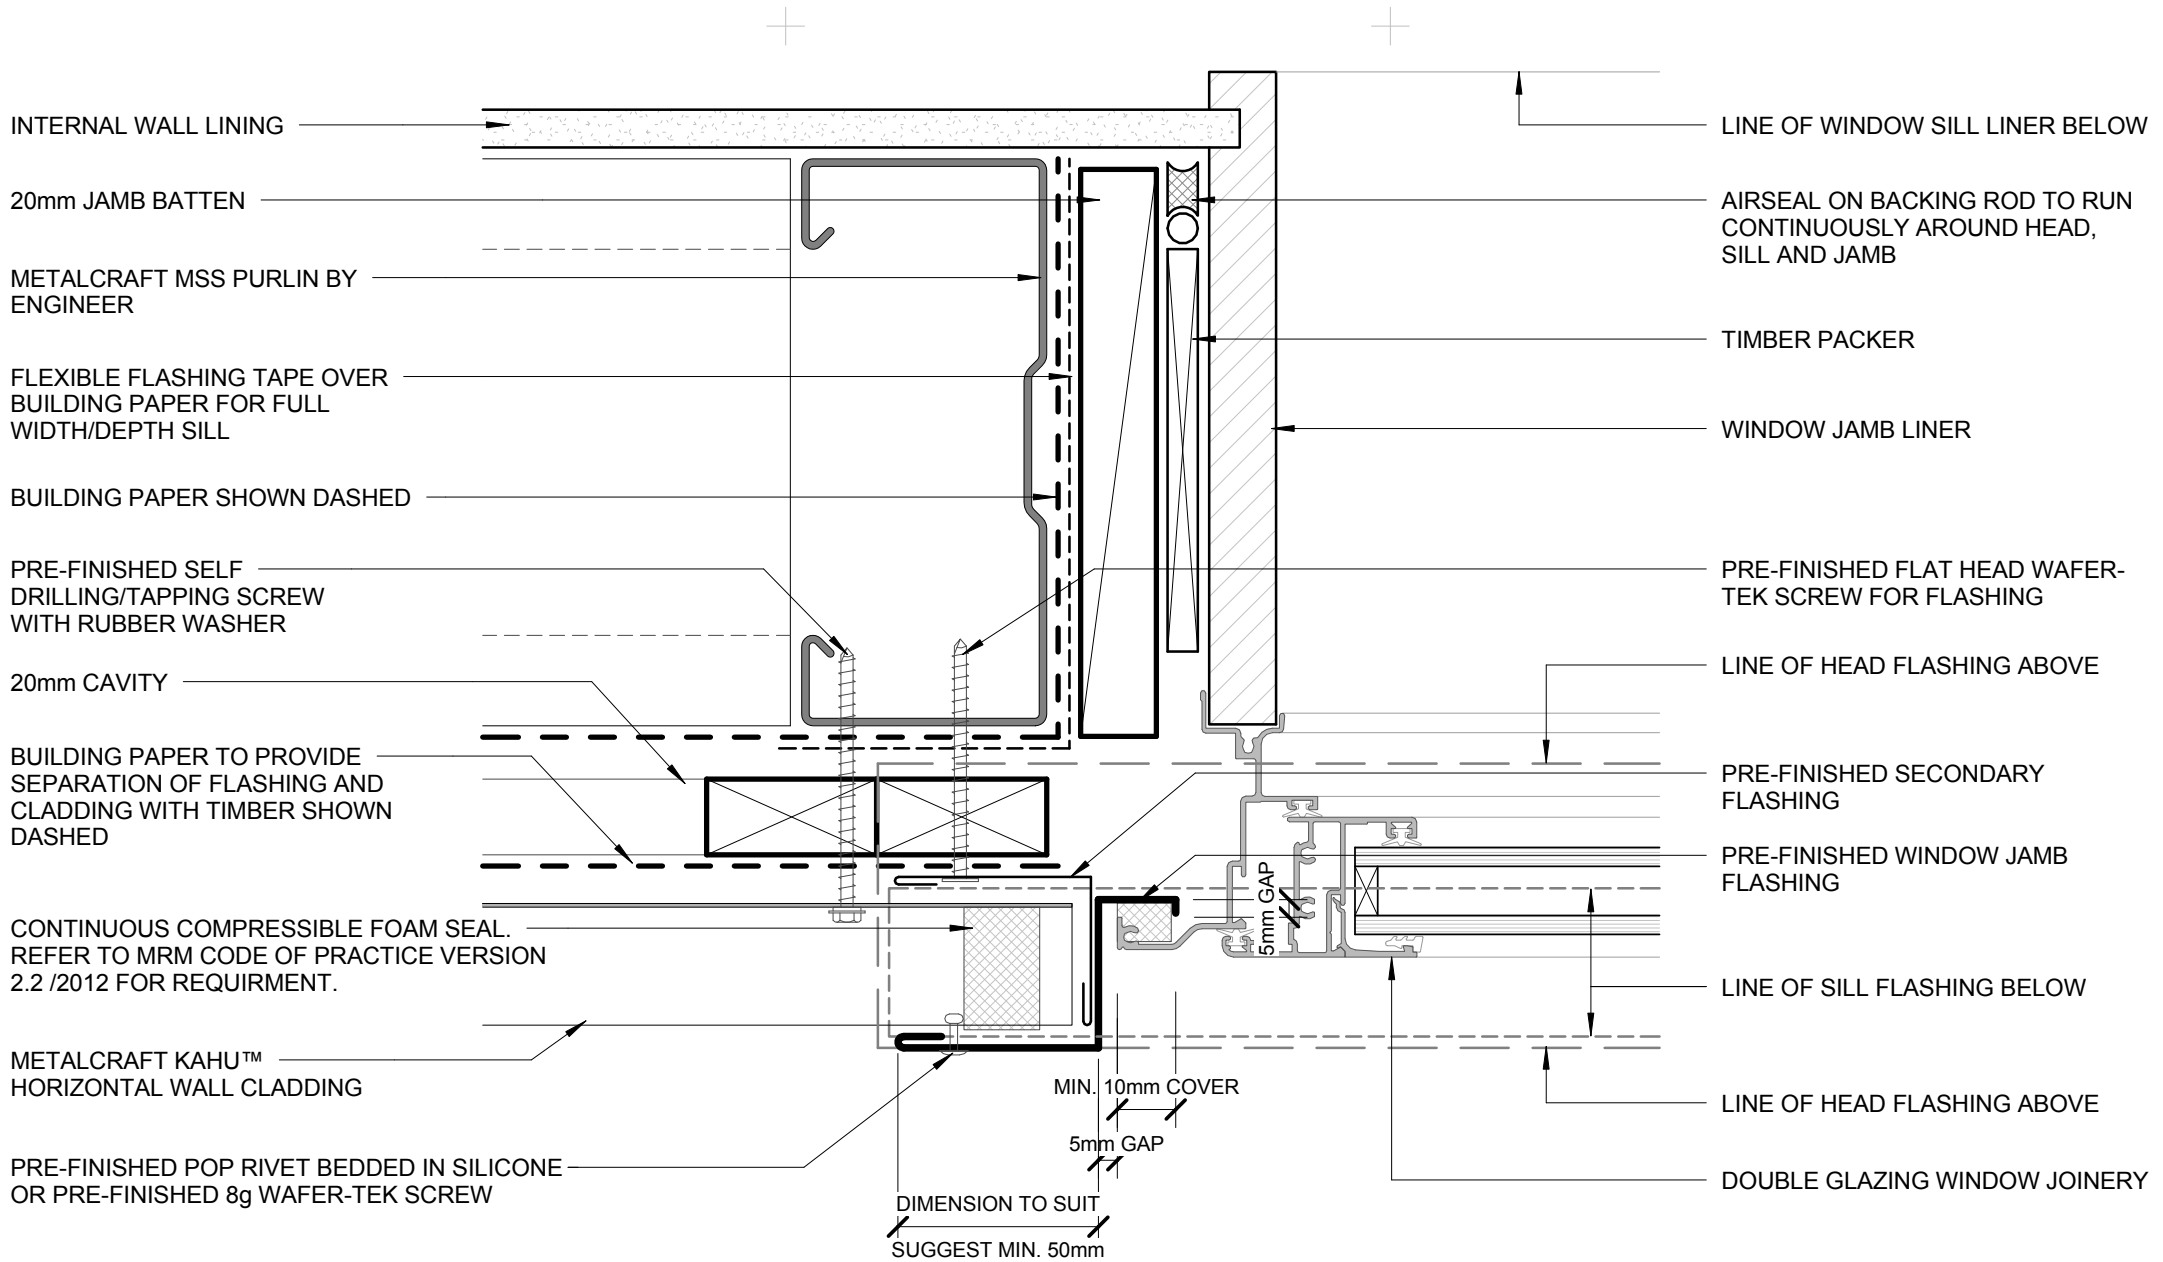 INTERNAL WALL LINING
20mm JAMB BATTEN
METALCRAFT MSS PURLIN BY
ENGINEER
FLEXIBLE FLASHING TAPE OVER
BUILDING PAPER FOR FULL
WIDTH/DEPTH SILL
BUILDING PAPER SHOWN DASHED
PRE-FINISHED SELF
DRILLING/TAPPING SCREW
WITH RUBBER WASHER
20mm CAVITY
BUILDING PAPER TO PROVIDE
SEPARATION OF FLASHING AND
CLADDING WITH TIMBER SHOWN
DASHED
CONTINUOUS COMPRESSIBLE FOAM SEAL.
REFER TO MRM CODE OF PRACTICE VERSION
2.2 /2012 FOR REQUIRMENT.
METALCRAFT KAHU™
HORIZONTAL WALL CLADDING
PRE-FINISHED POP RIVET BEDDED IN SILICONE
OR PRE-FINISHED 8g WAFER-TEK SCREW
5mm GAP
MIN. 10mm COVER
5mm GAP
DIMENSION TO SUIT
SUGGEST MIN. 50mm
LINE OF WINDOW SILL LINER BELOW
AIRSEAL ON BACKING ROD TO RUN
CONTINUOUSLY AROUND HEAD,
SILL AND JAMB
TIMBER PACKER
WINDOW JAMB LINER
PRE-FINISHED FLAT HEAD WAFER-
TEK SCREW FOR FLASHING
LINE OF HEAD FLASHING ABOVE
PRE-FINISHED SECONDARY
FLASHING
PRE-FINISHED WINDOW JAMB
FLASHING
LINE OF SILL FLASHING BELOW
LINE OF HEAD FLASHING ABOVE
DOUBLE GLAZING WINDOW JOINERY